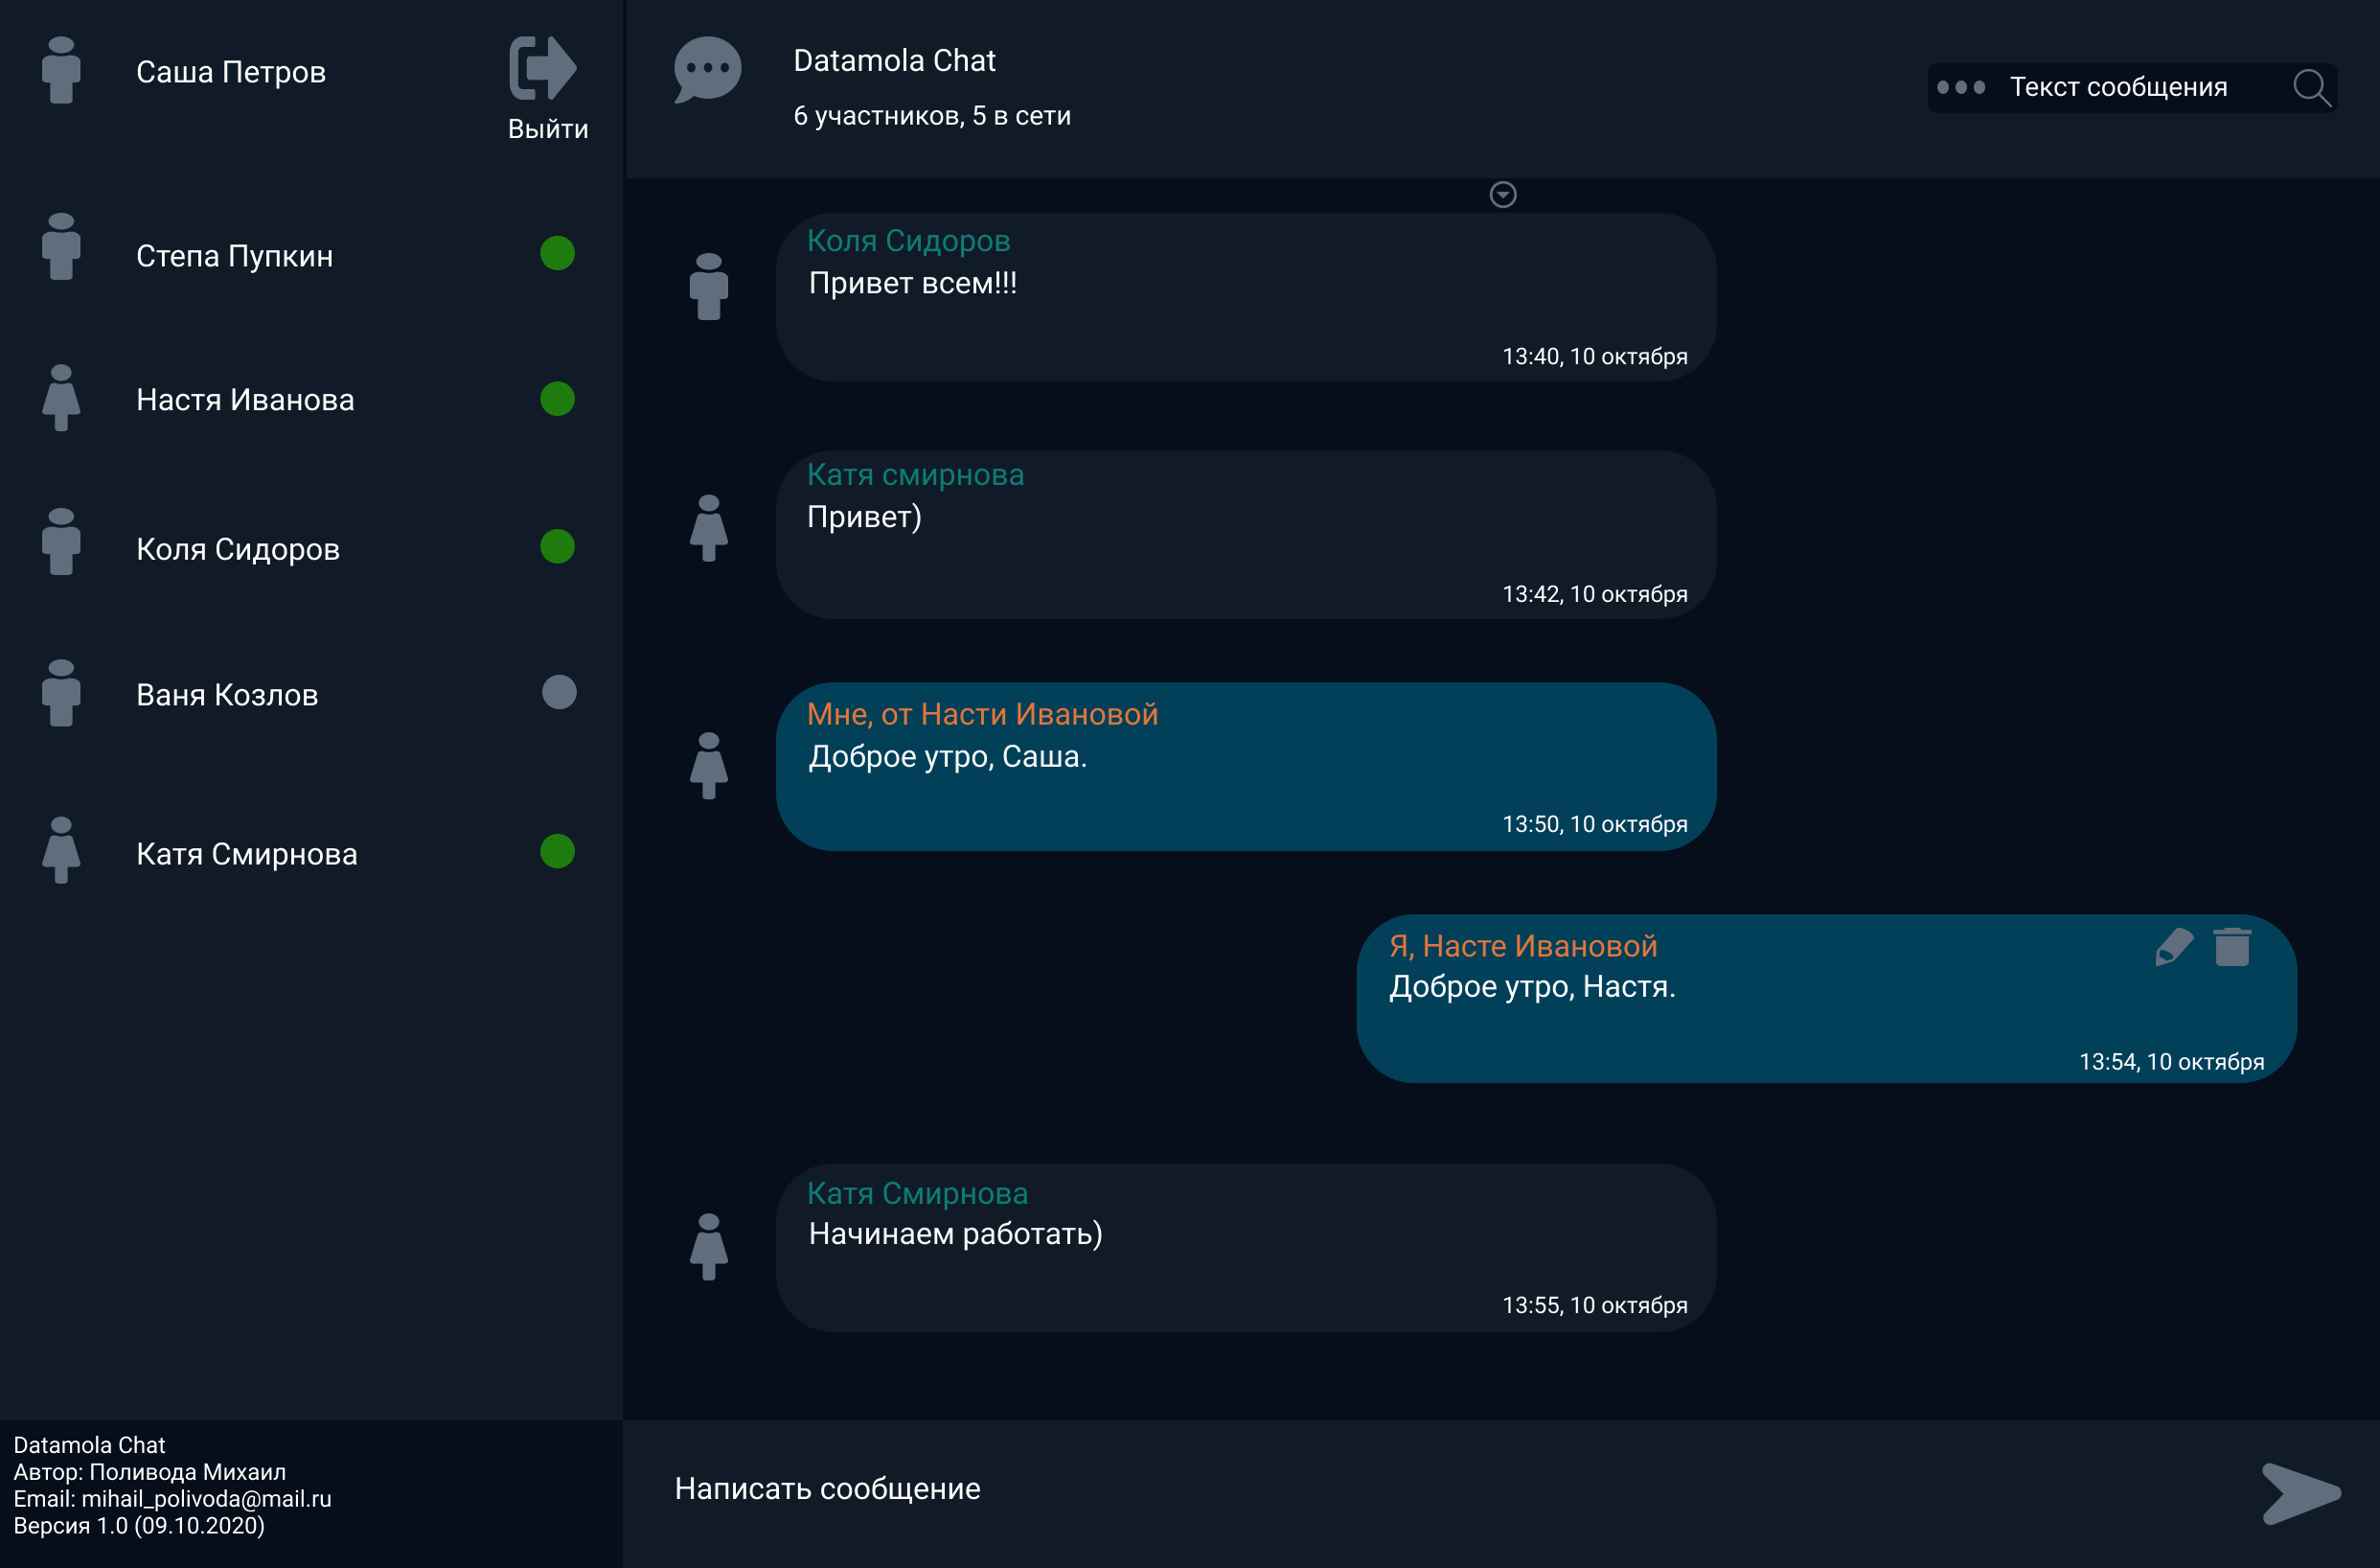 Саша Петров
Выйти
Степа Пупкин
Настя Иванова
Коля Сидоров
Ваня Козлов
Катя Смирнова
Datamola Chat
Автор: Поливода Михаил
Email: mihail_polivoda@mail.ru
Версия 1.0 (09.10.2020)
Datamola Chat
6 участников, 5 в сети
Текст сообщения
Коля Сидоров
Привет всем!!!
13:40, 10 октября
Катя смирнова
Привет)
13:42, 10 октября
Мне, от Насти Ивановой
Доброе утро, Саша.
13:50, 10 октября
Я, Насте Ивановой
Доброе утро, Настя.
13:54, 10 октября
Катя Смирнова
Начинаем работать)
13:55, 10 октября
Написать сообщение